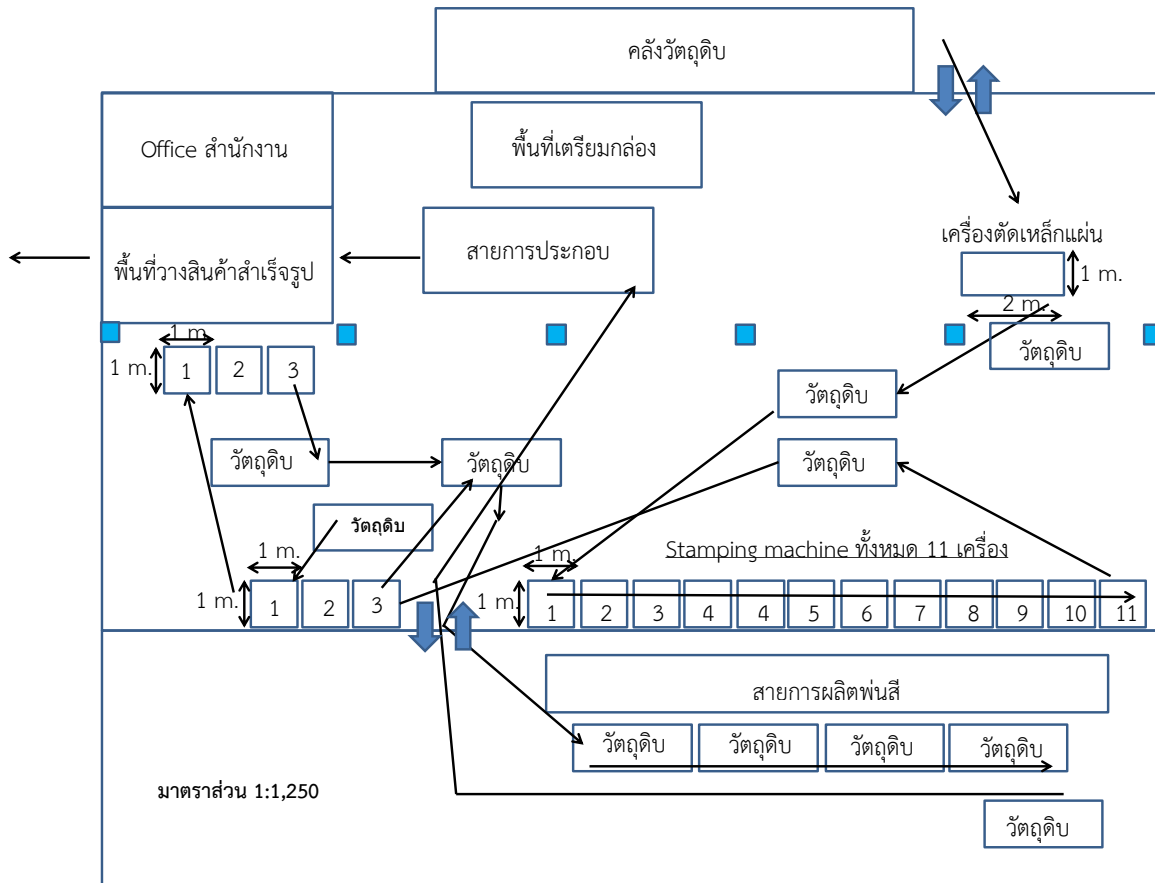 คลังวัตถุดิบ
Office สำนักงาน
พื้นที่เตรียมกล่อง
เครื่องตัดเหล็กแผ่น
สายการประกอบ
พื้นที่วางสินค้าสำเร็จรูป
1 m.
2 m.
1 m
วัตถุดิบ
1 m.
1
2
3
วัตถุดิบ
วัตถุดิบ
วัตถุดิบ
วัตถุดิบ
วัตถุดิบ
1 m.
1 m.
Stamping machine ทั้งหมด 11 เครื่อง
1 m.
1
2
3
1 m.
1
2
3
4
4
5
6
7
8
9
10
11
สายการผลิตพ่นสี
วัตถุดิบ
วัตถุดิบ
วัตถุดิบ
วัตถุดิบ
มาตราส่วน 1:1,250
วัตถุดิบ